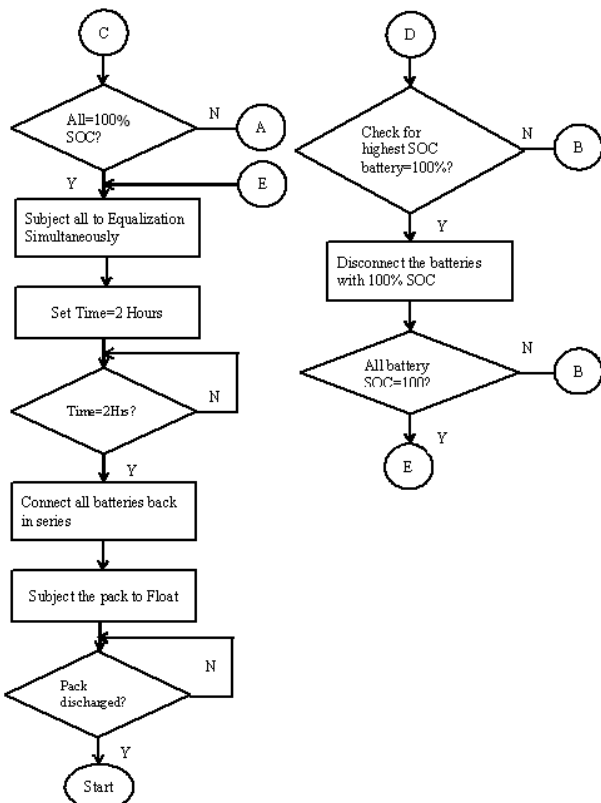 C
All=100%
SOC?
N
A
Y
E
Subject all to Equalization
Simultaneously
Set Time=2 Hours
Time=2Hrs?
N
Y
Connect all batteries back
in series
Subject the pack to Float
N
Pack
discharged?
Y
Start
D
Check for
highest SOC
battery=100%?
N
B
Y
Disconnect the batteries
with 100% SOC
All battery
SOC=100?
N
B
Y
E